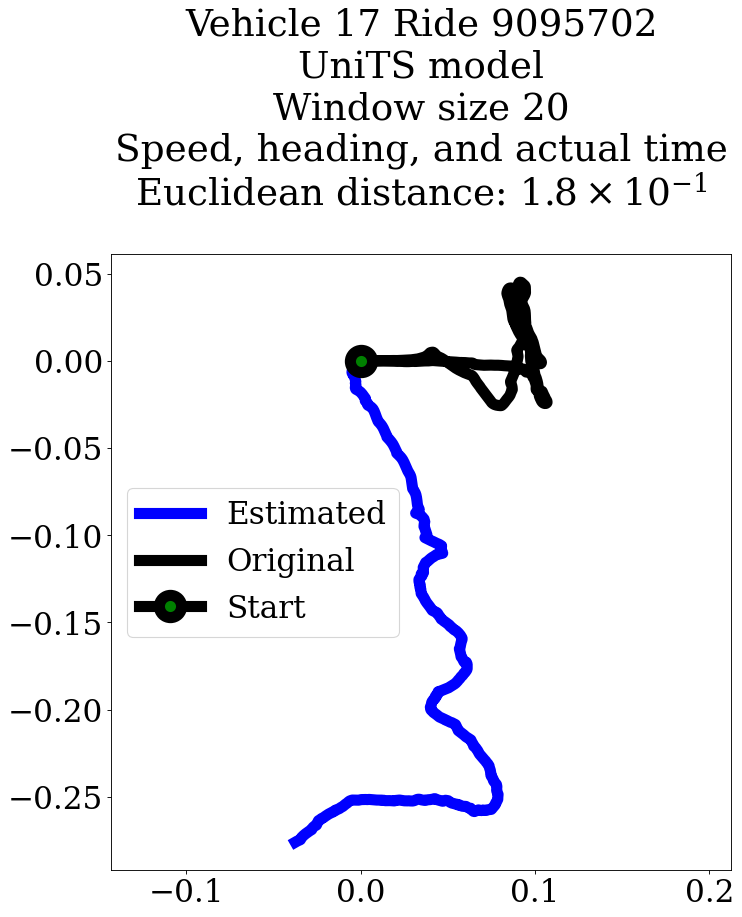 Vehicle 17 Ride 9095702
UniTS model
Window size 20
Speed, heading, and actual time
Euclidean distance: 1.8 × 10⁻¹
0.05
0.00
−0.05
−0.10
−0.15
−0.20
−0.25
Estimated
Original
Start
−0.1
0.0
0.1
0.2